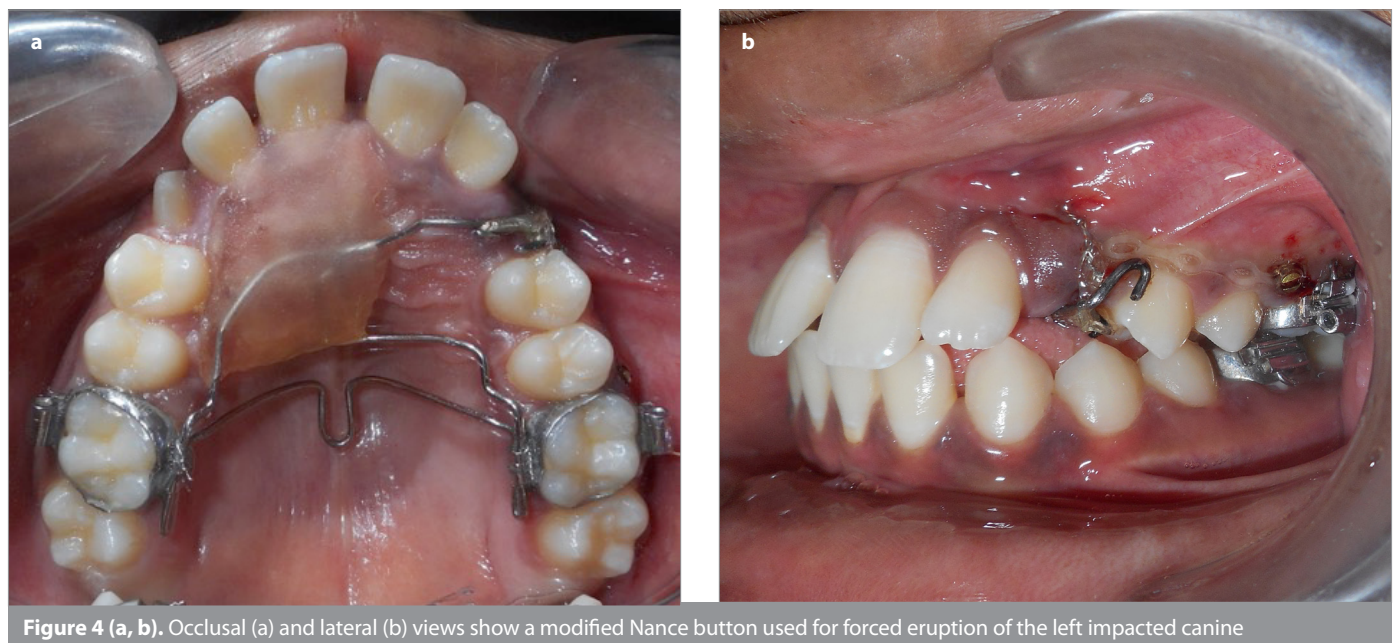 a
b
Figure 4 (a, b). Occlusal (a) and lateral (b) views show a modified Nance button used for forced eruption of the left impacted canine